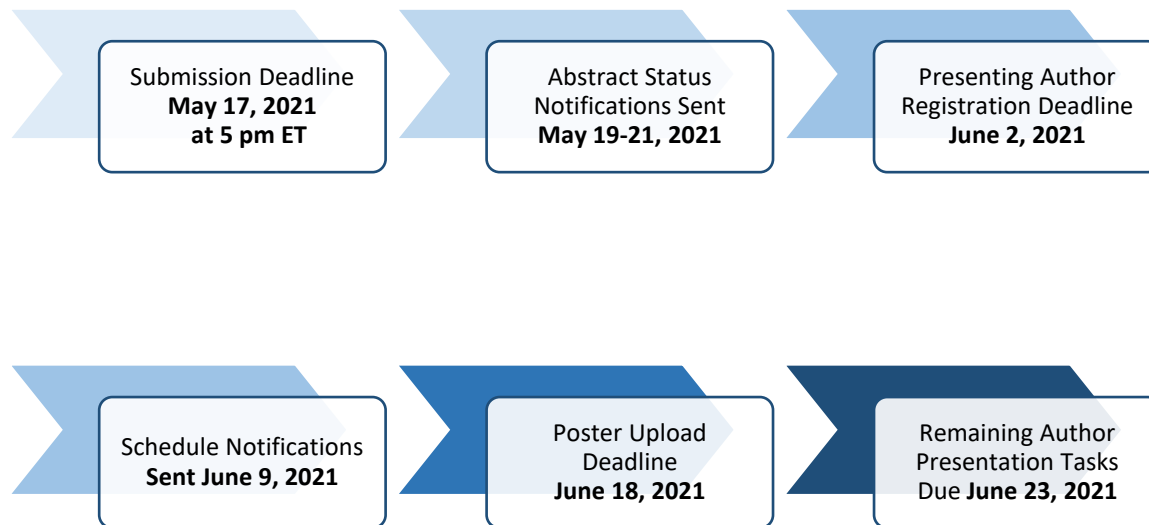 Submission Deadline
May 17, 2021
at 5 pm ET
Abstract Status
Notifications Sent
May 19-21, 2021
Presenting Author
Registration Deadline
June 2, 2021
Schedule Notifications
Sent June 9, 2021
Poster Upload
Deadline
June 18, 2021
Remaining Author
Presentation Tasks
Due June 23, 2021